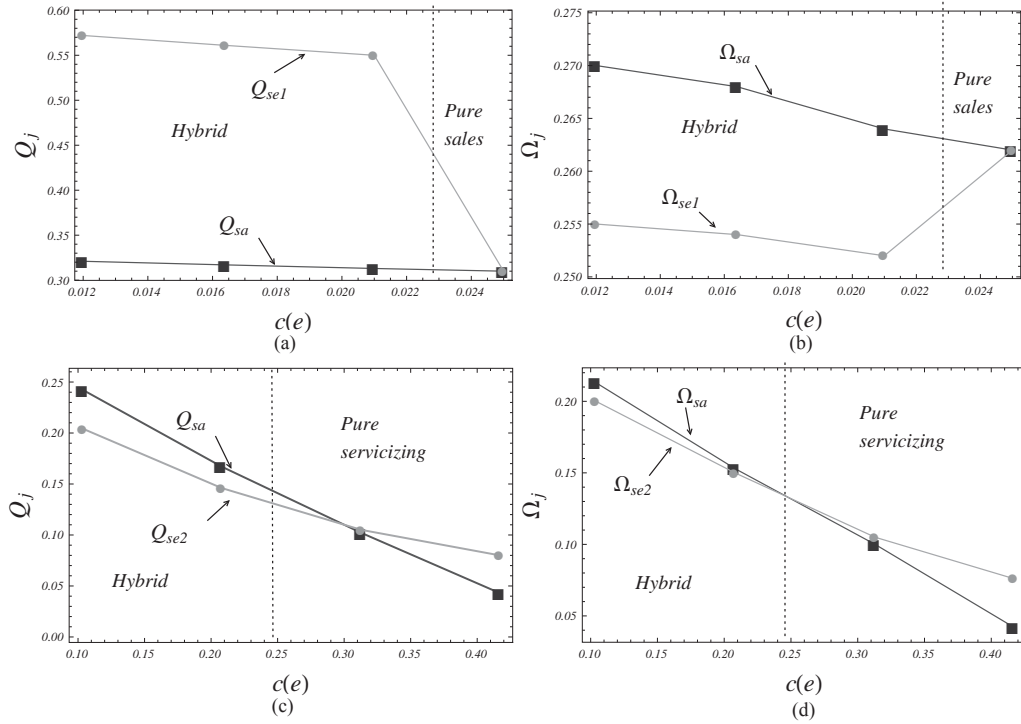 0.60
0.55
0.50
0.45
0.40
0.35
0.30
Q_j
Q_se1
Hybrid
Pure
sales
Q_sa
0.012 0.014 0.016 0.018 0.020 0.022 0.024
c(e)
(a)
0.275
0.270
0.265
0.260
0.255
0.250
Ω_j
Ω_sa
Pure
sales
Hybrid
Ω_se1
0.012 0.014 0.016 0.018 0.020 0.022 0.024
c(e)
(b)
0.25
0.20
0.15
0.10
0.05
0.00
Q_j
Q_sa
Pure
servicizing
Q_se2
Hybrid
0.10 0.15 0.20 0.25 0.30 0.35 0.40
c(e)
(c)
0.20
0.15
0.10
0.05
Ω_j
Ω_sa
Pure
servicizing
Ω_se2
Hybrid
0.10 0.15 0.20 0.25 0.30 0.35 0.40
c(e)
(d)